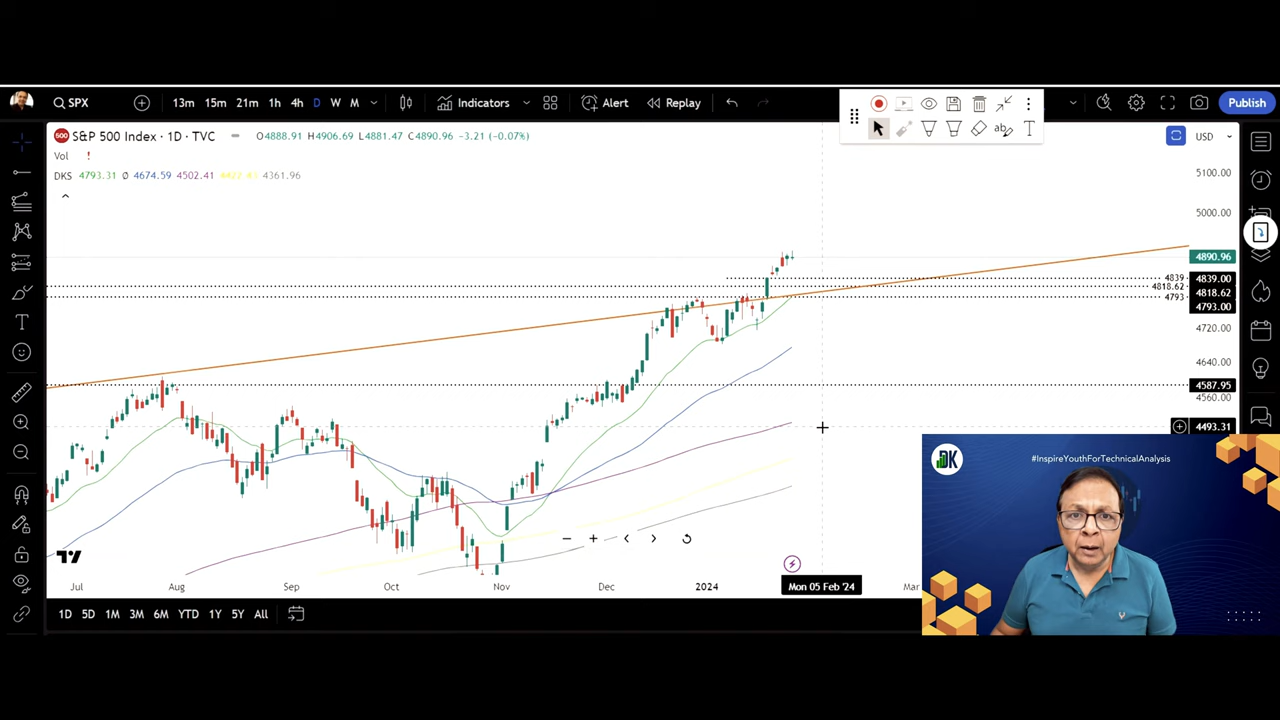 SPX
13m 15m 21m 1h 4h D W M
Indicators
Alert
Replay
Publish
500
S&P 500 Index · 1D · TVC
O4888.91 H4906.69 L4881.47 C4890.96 -3.21 (-0.07%)
USD
Vol !
DKS 4793.31 Ø 4674.59 4502.41 4361.96
5100.00
5000.00
4890.96
4839 4839.00
4818.62 4818.62
4793 4793.00
4720.00
4640.00
4587.95
4560.00
4493.31
DK
#InspireYouthForTechnicalAnalysis
Jul Aug Sep Oct Nov Dec 2024 Mon 05 Feb '24 Mar
1D 5D 1M 3M 6M YTD 1Y 5Y All